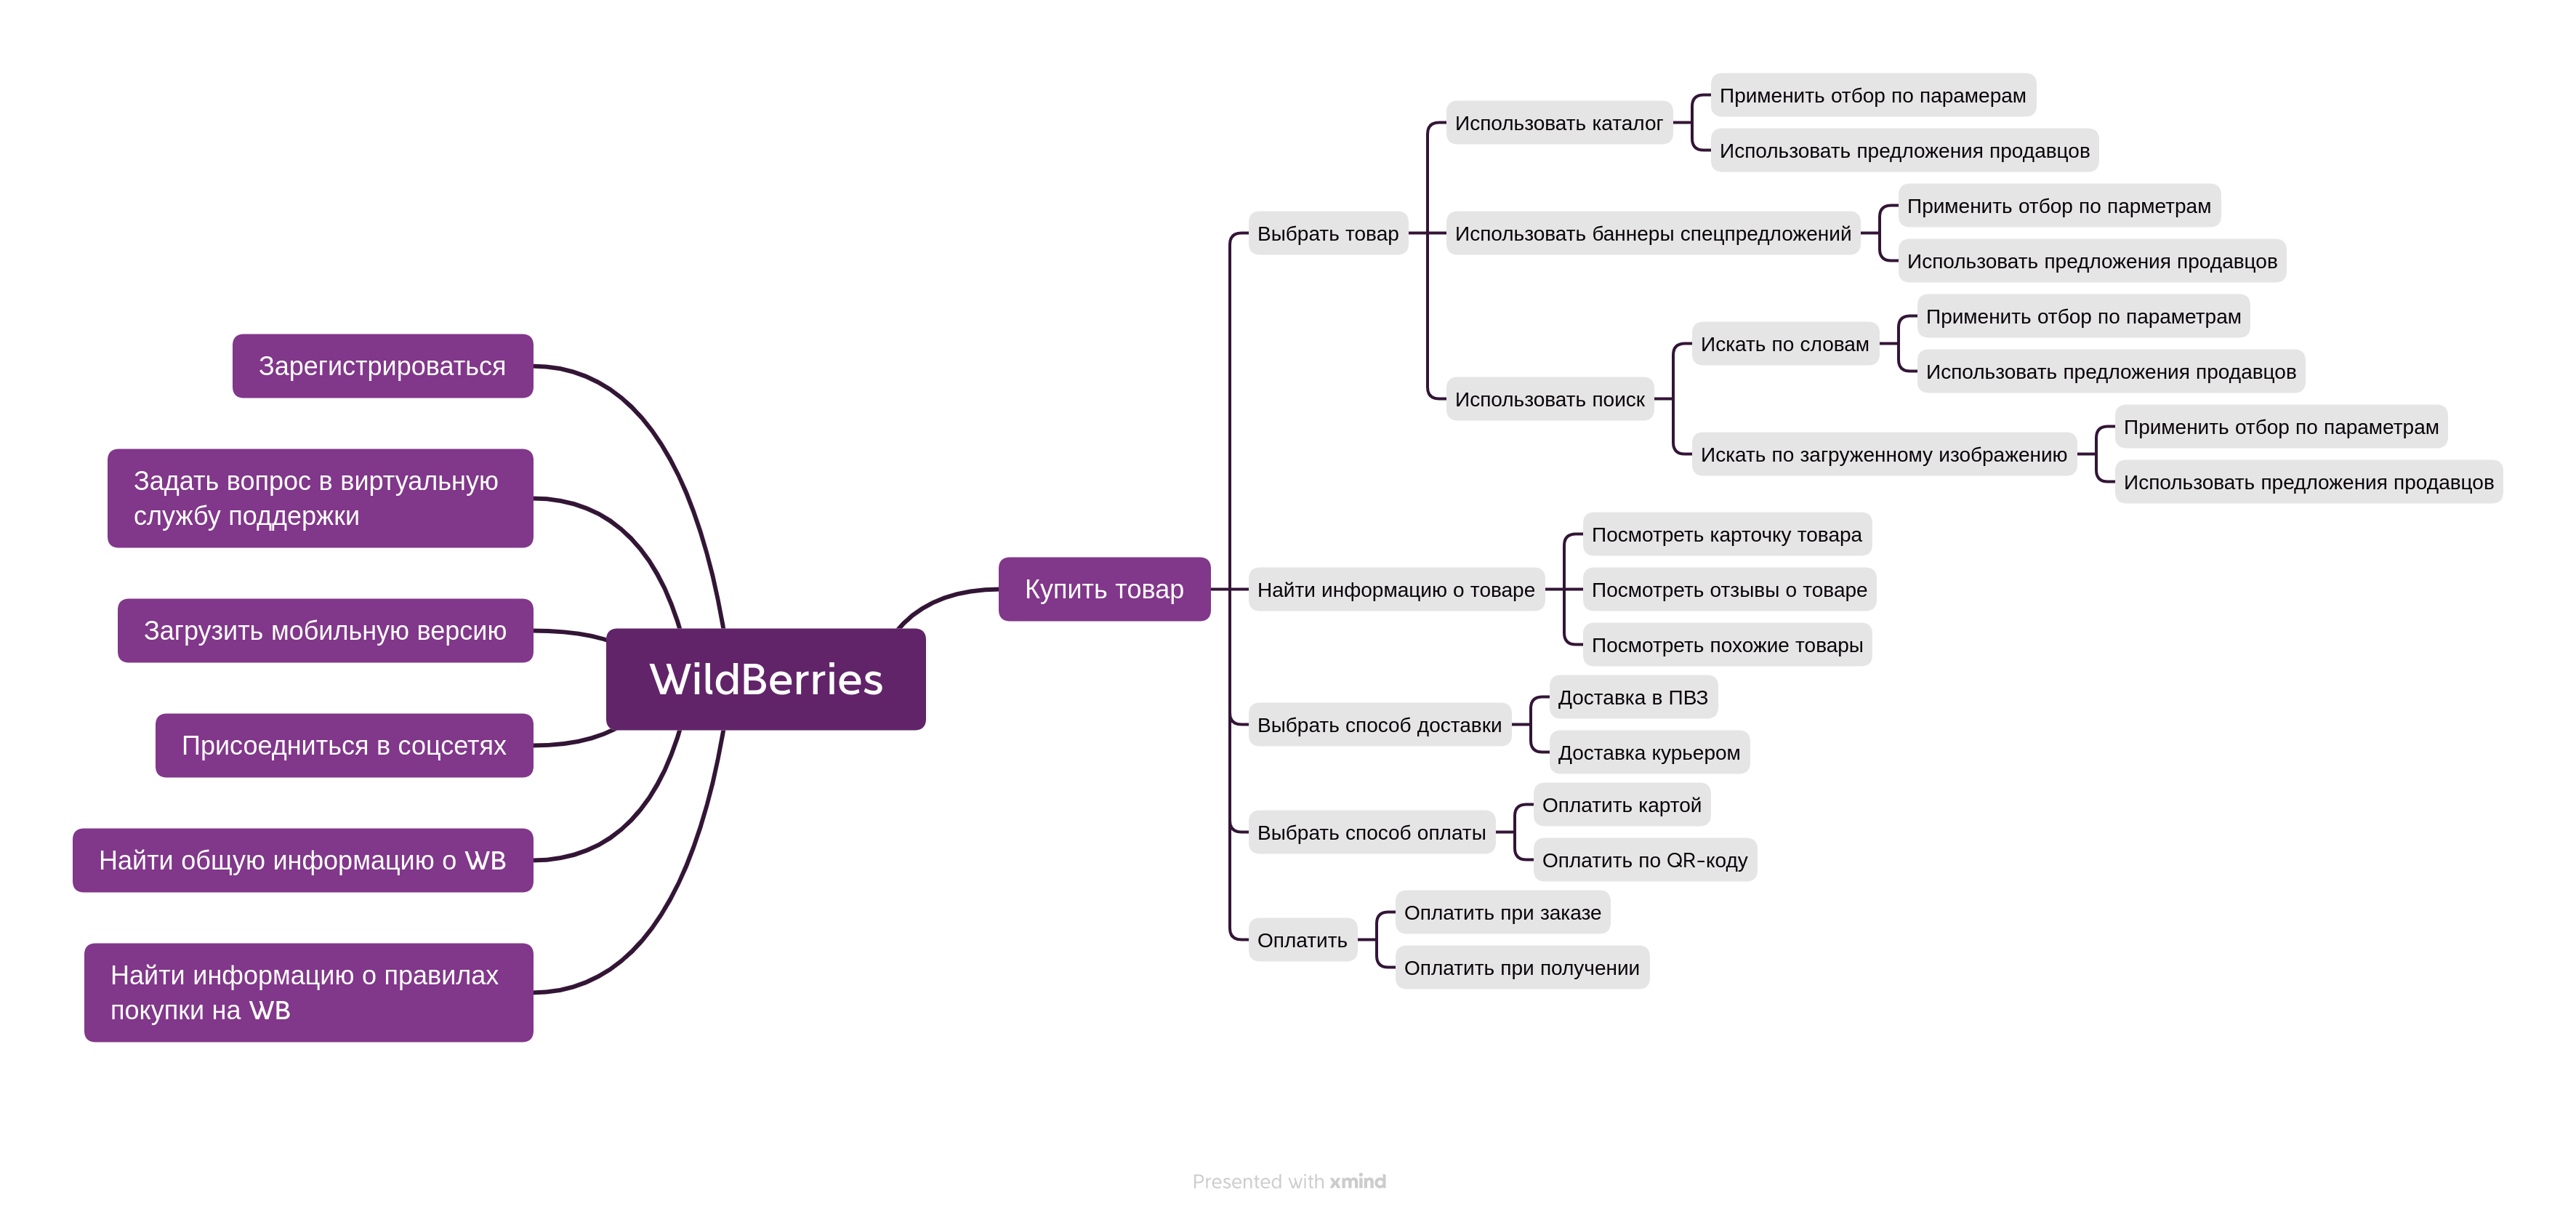 WildBerries
Купить товар
Выбрать товар
Использовать каталог
Применить отбор по парамерам
Использовать предложения продавцов
Использовать баннеры спецпредложений
Применить отбор по парметрам
Использовать предложения продавцов
Использовать поиск
Искать по словам
Применить отбор по параметрам
Использовать предложения продавцов
Искать по загруженному изображению
Применить отбор по параметрам
Использовать предложения продавцов
Найти информацию о товаре
Посмотреть карточку товара
Посмотреть отзывы о товаре
Посмотреть похожие товары
Выбрать способ доставки
Доставка в ПВЗ
Доставка курьером
Выбрать способ оплаты
Оплатить картой
Оплатить по QR-коду
Оплатить
Оплатить при заказе
Оплатить при получении
Зарегистрироваться
Задать вопрос в виртуальную
службу поддержки
Загрузить мобильную версию
Присоедниться в соцсетях
Найти общую информацию о WB
Найти информацию о правилах
покупки на WB
Presented with xmind